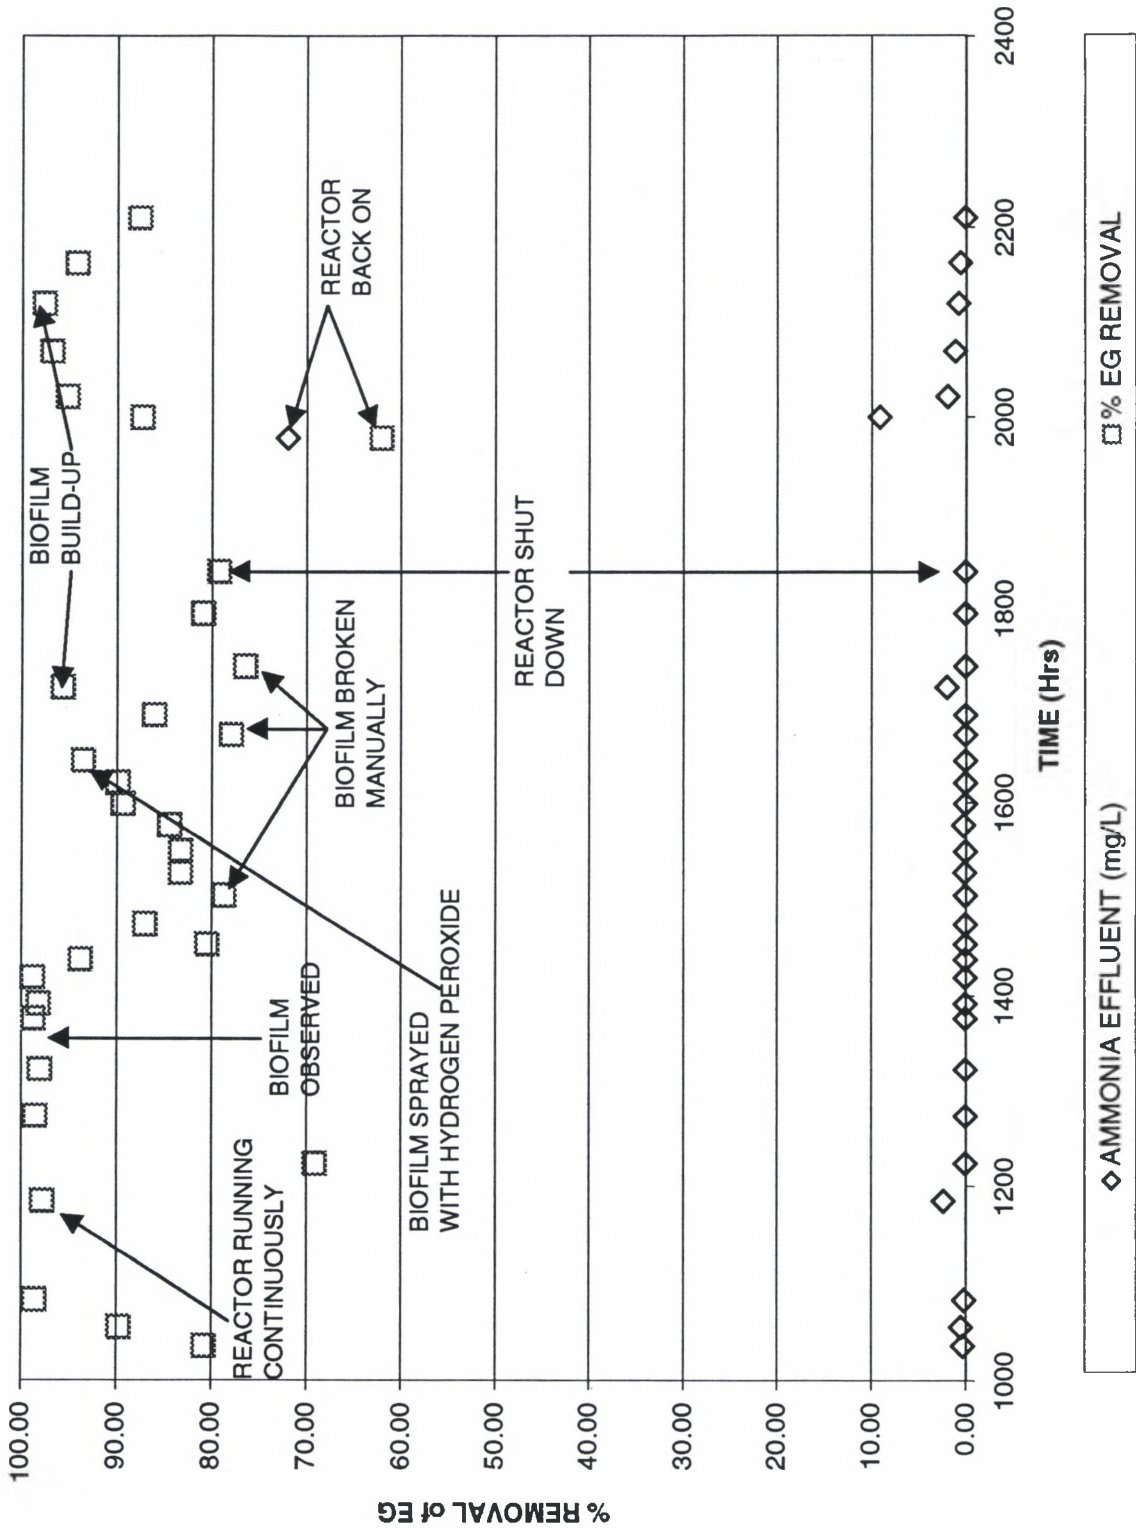 100.00
90.00
80.00
70.00
60.00
50.00
40.00
30.00
20.00
10.00
0.00
% REMOVAL of EG
1000
1200
1400
1600
1800
2000
2200
2400
TIME (Hrs)
REACTOR RUNNING
CONTINUOUSLY
BIOFILM
OBSERVED
BIOFILM SPRAYED
WITH HYDROGEN PEROXIDE
BIOFILM BROKEN
MANUALLY
BIOFILM
BUILD-UP
REACTOR SHUT
DOWN
REACTOR
BACK ON
AMMONIA EFFLUENT (mg/L)
% EG REMOVAL